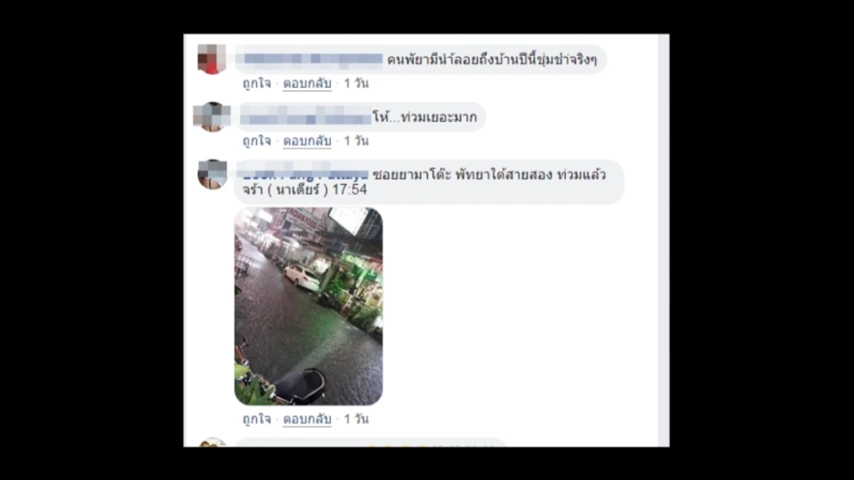 คนพัยามีน้ำลอยถึงบ้านปีนี้ชุ่มช่ำจริงๆ
ถูกใจ · ตอบกลับ · 1 วัน
โห้...ท่วมเยอะมาก
ถูกใจ · ตอบกลับ · 1 วัน
ซอยยามาโต๊ะ พัทยาใต้สายสอง ท่วมแล้ว
จร้า ( นาเดียร์ ) 17:54
ถูกใจ · ตอบกลับ · 1 วัน